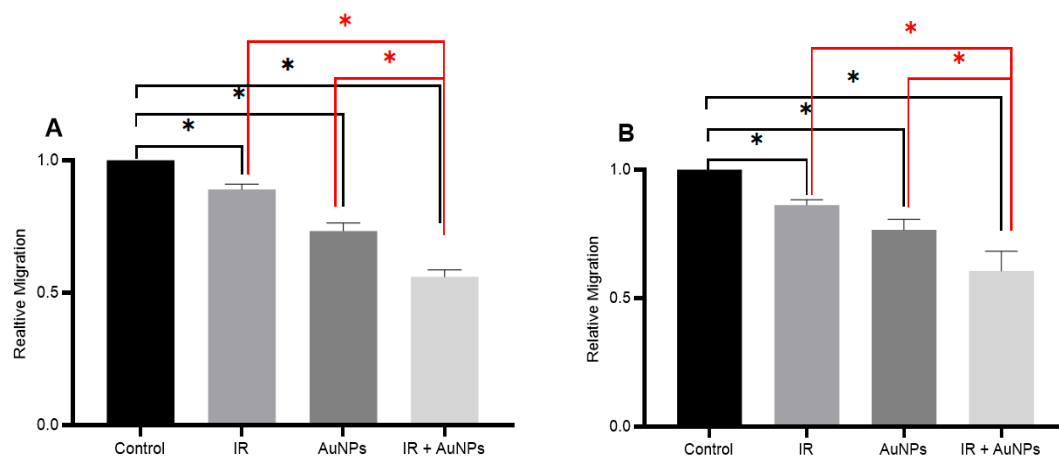 *
*
*
*
*
A
1.0
0.5
0.0
Realtive Migration
Control
IR
AuNPs
IR + AuNPs
*
*
*
*
*
B
1.0
0.5
0.0
Relative Migration
Control
IR
AuNPs
IR + AuNPs